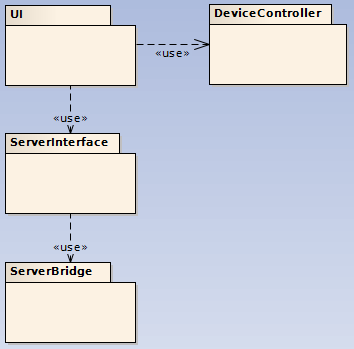 UI
DeviceController
«use»
«use»
ServerInterface
«use»
ServerBridge